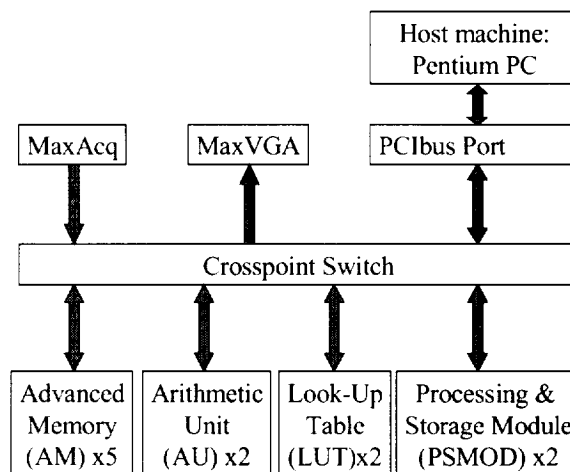 Host machine:
Pentium PC
MaxAcq
MaxVGA
PCIbus Port
Crosspoint Switch
Advanced
Memory
(AM) x5
Arithmetic
Unit
(AU) x2
Look-Up
Table
(LUT)x2
Processing &
Storage Module
(PSMOD) x2